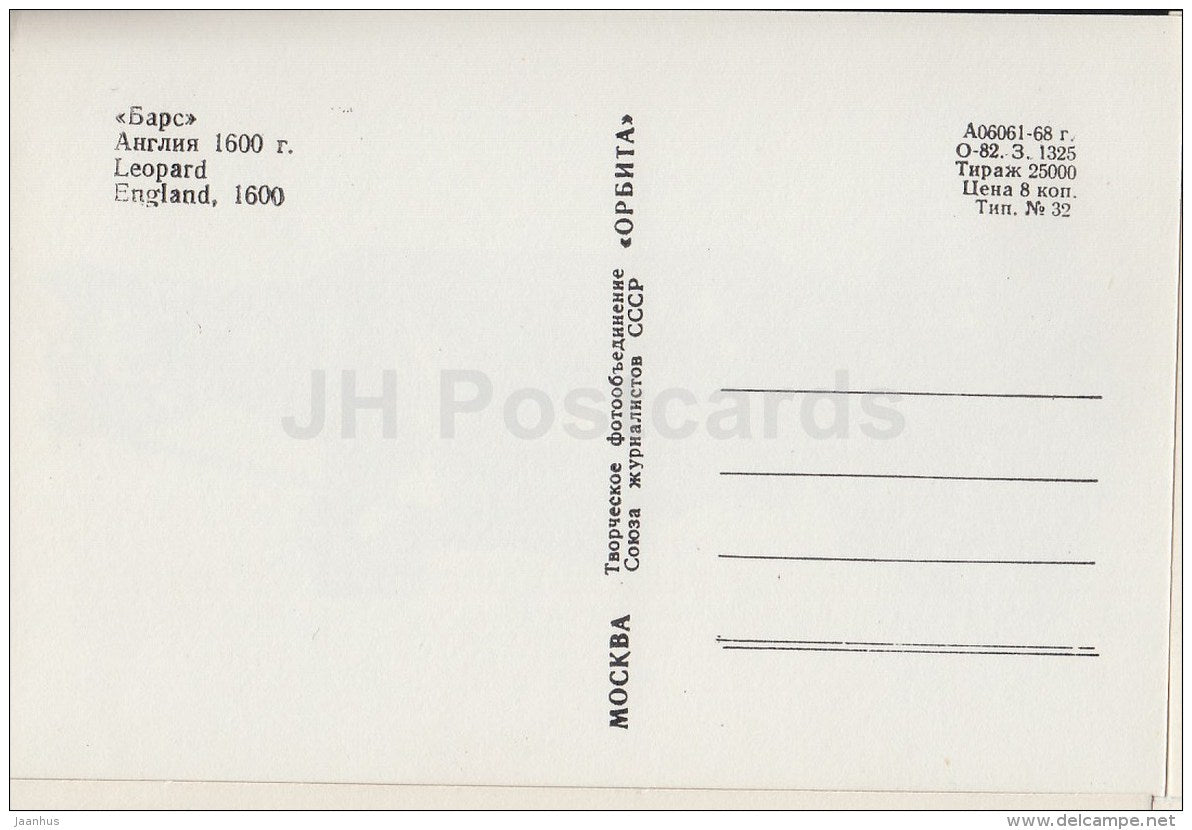 «Барс»
Англия 1600 г.
Leopard
England, 1600
МОСКВА Творческое фотообъединение
Союза журналистов СССР «ОРБИТА»
А06061-68 г.
О-82. З. 1325
Тираж 25000
Цена 8 коп.
Тип. № 32
JH Postcards
Jaanhus
delcampe.net